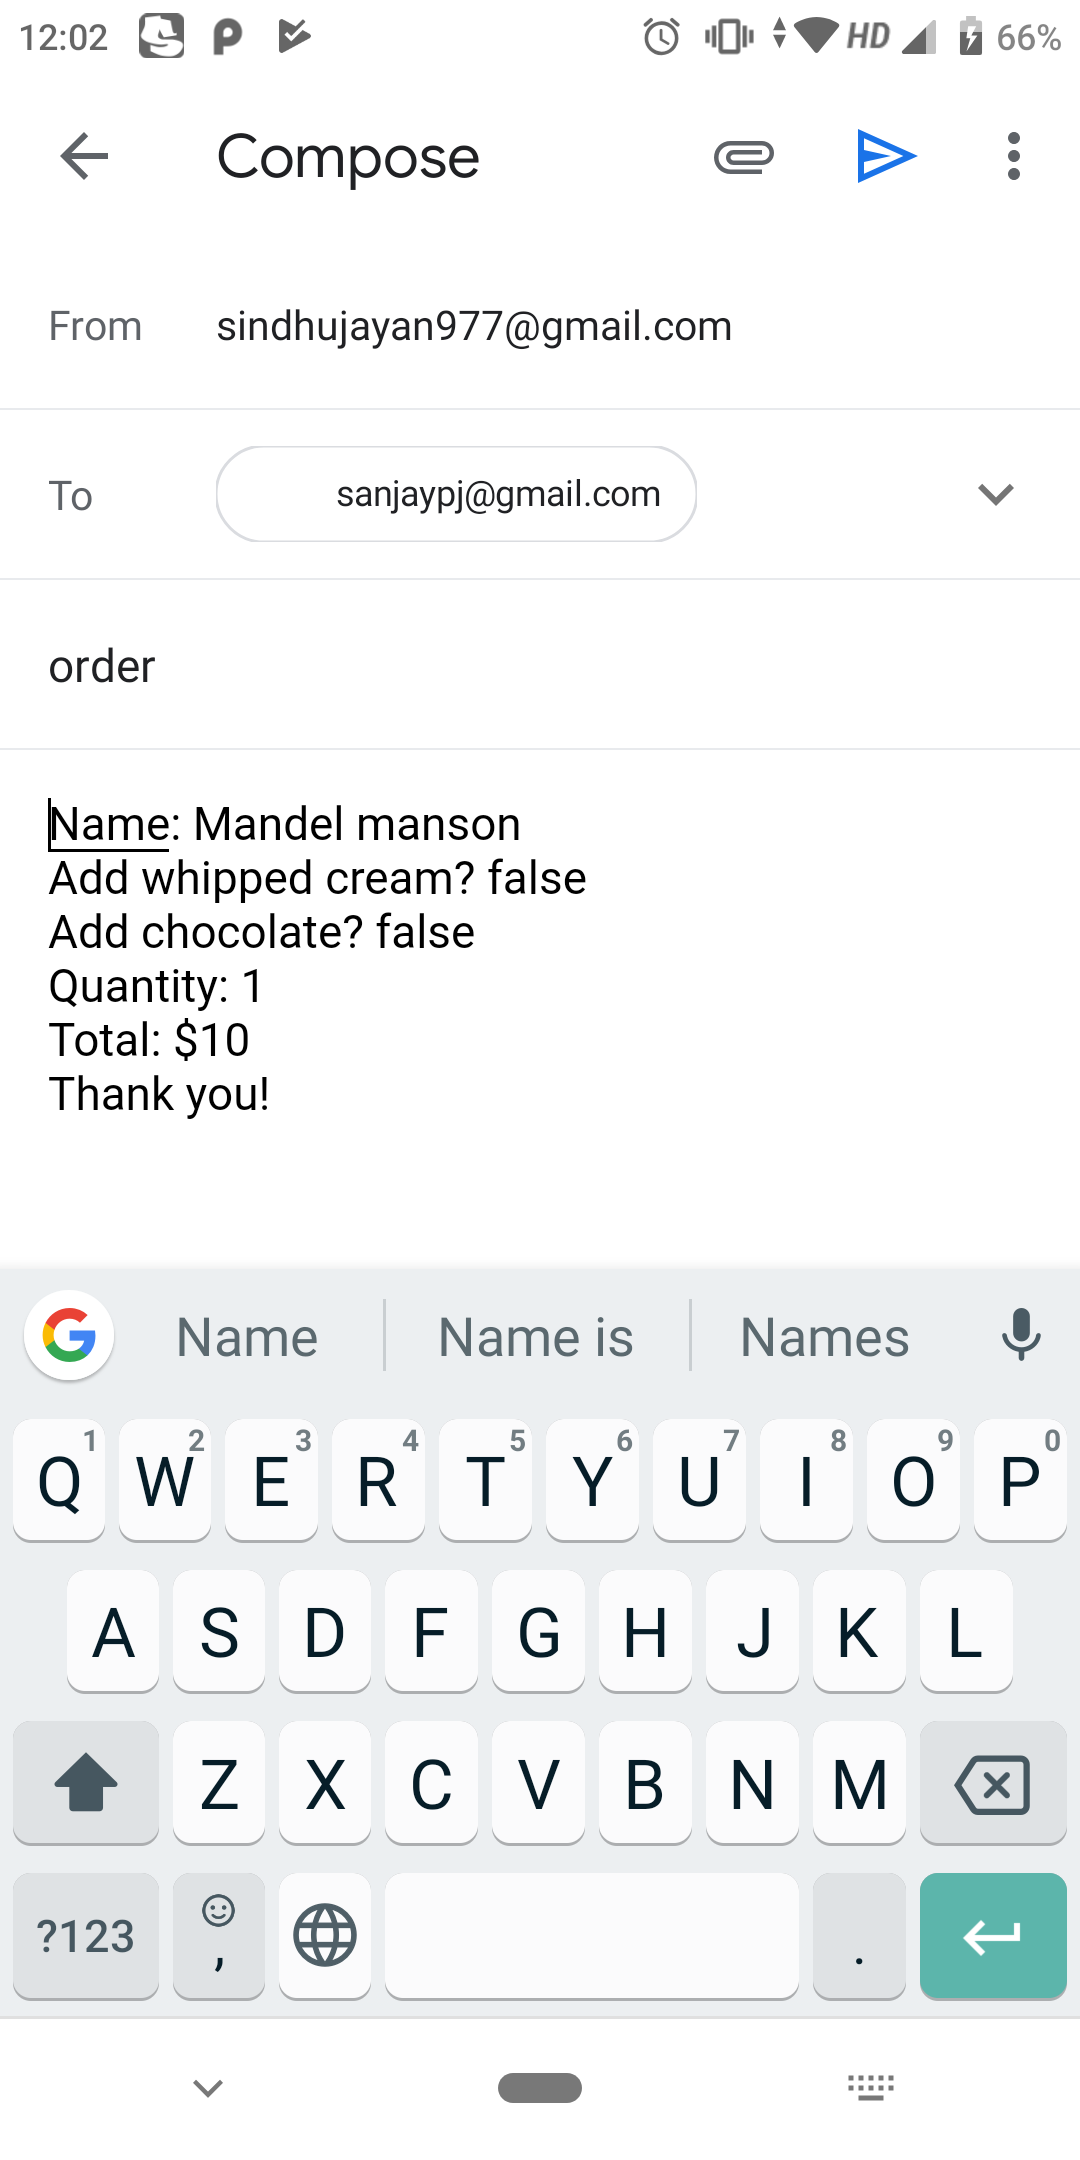 12:02 HD 66%
Compose
From sindhujayan977@gmail.com
To sanjaypj@gmail.com
order
Name: Mandel manson
Add whipped cream? false
Add chocolate? false
Quantity: 1
Total: $10
Thank you!
Name Name is Names
Q1 W2 E3 R4 T5 Y6 U7 I8 O9 P0
A S D F G H J K L
Z X C V B N M
?123 , .